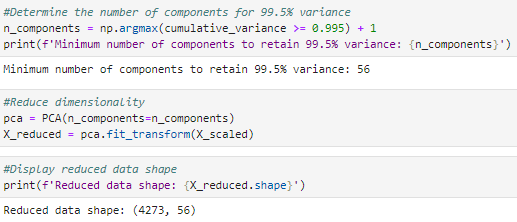 #Determine the number of components for 99.5% variance
n_components = np.argmax(cumulative_variance >= 0.995) + 1
print(f'Minimum number of components to retain 99.5% variance: {n_components}')
Minimum number of components to retain 99.5% variance: 56
#Reduce dimensionality
pca = PCA(n_components=n_components)
X_reduced = pca.fit_transform(X_scaled)
#Display reduced data shape
print(f'Reduced data shape: {X_reduced.shape}')
Reduced data shape: (4273, 56)